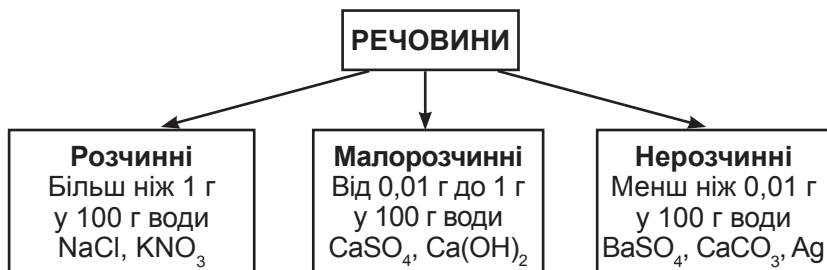 РЕЧОВИНИ
Розчинні
Більш ніж 1 г
у 100 г води
NaCl, KNO₃
Малорозчинні
Від 0,01 г до 1 г
у 100 г води
CaSO₄, Ca(OH)₂
Нерозчинні
Менш ніж 0,01 г
у 100 г води
BaSO₄, CaCO₃, Ag